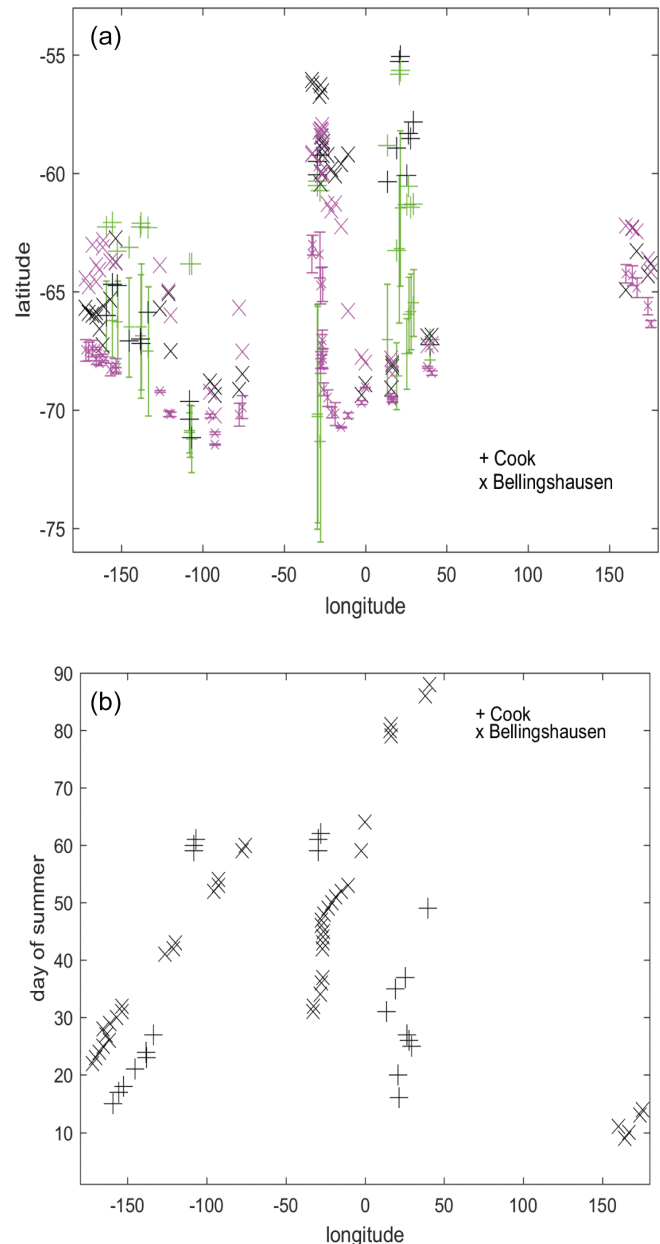 (a)
-55
-60
-65
-70
-75
latitude
+ Cook
x Bellingshausen
-150 -100 -50 0 50 100 150
longitude
90
(b)
+ Cook
x Bellingshausen
80
70
60
50
40
30
20
10
day of summer
-150 -100 -50 0 50 100 150
longitude